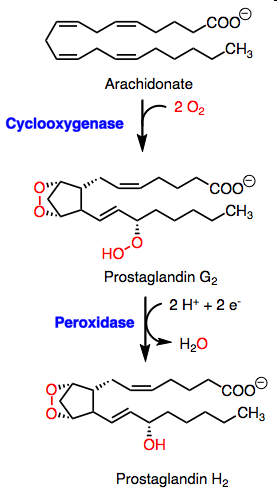 COO⊖
CH₃
Arachidonate
2 O₂
Cyclooxygenase
O
O
COO⊖
CH₃
O
HO
Prostaglandin G₂
2 H⁺ + 2 e⁻
Peroxidase
H₂O
O
O
COO⊖
CH₃
OH
Prostaglandin H₂